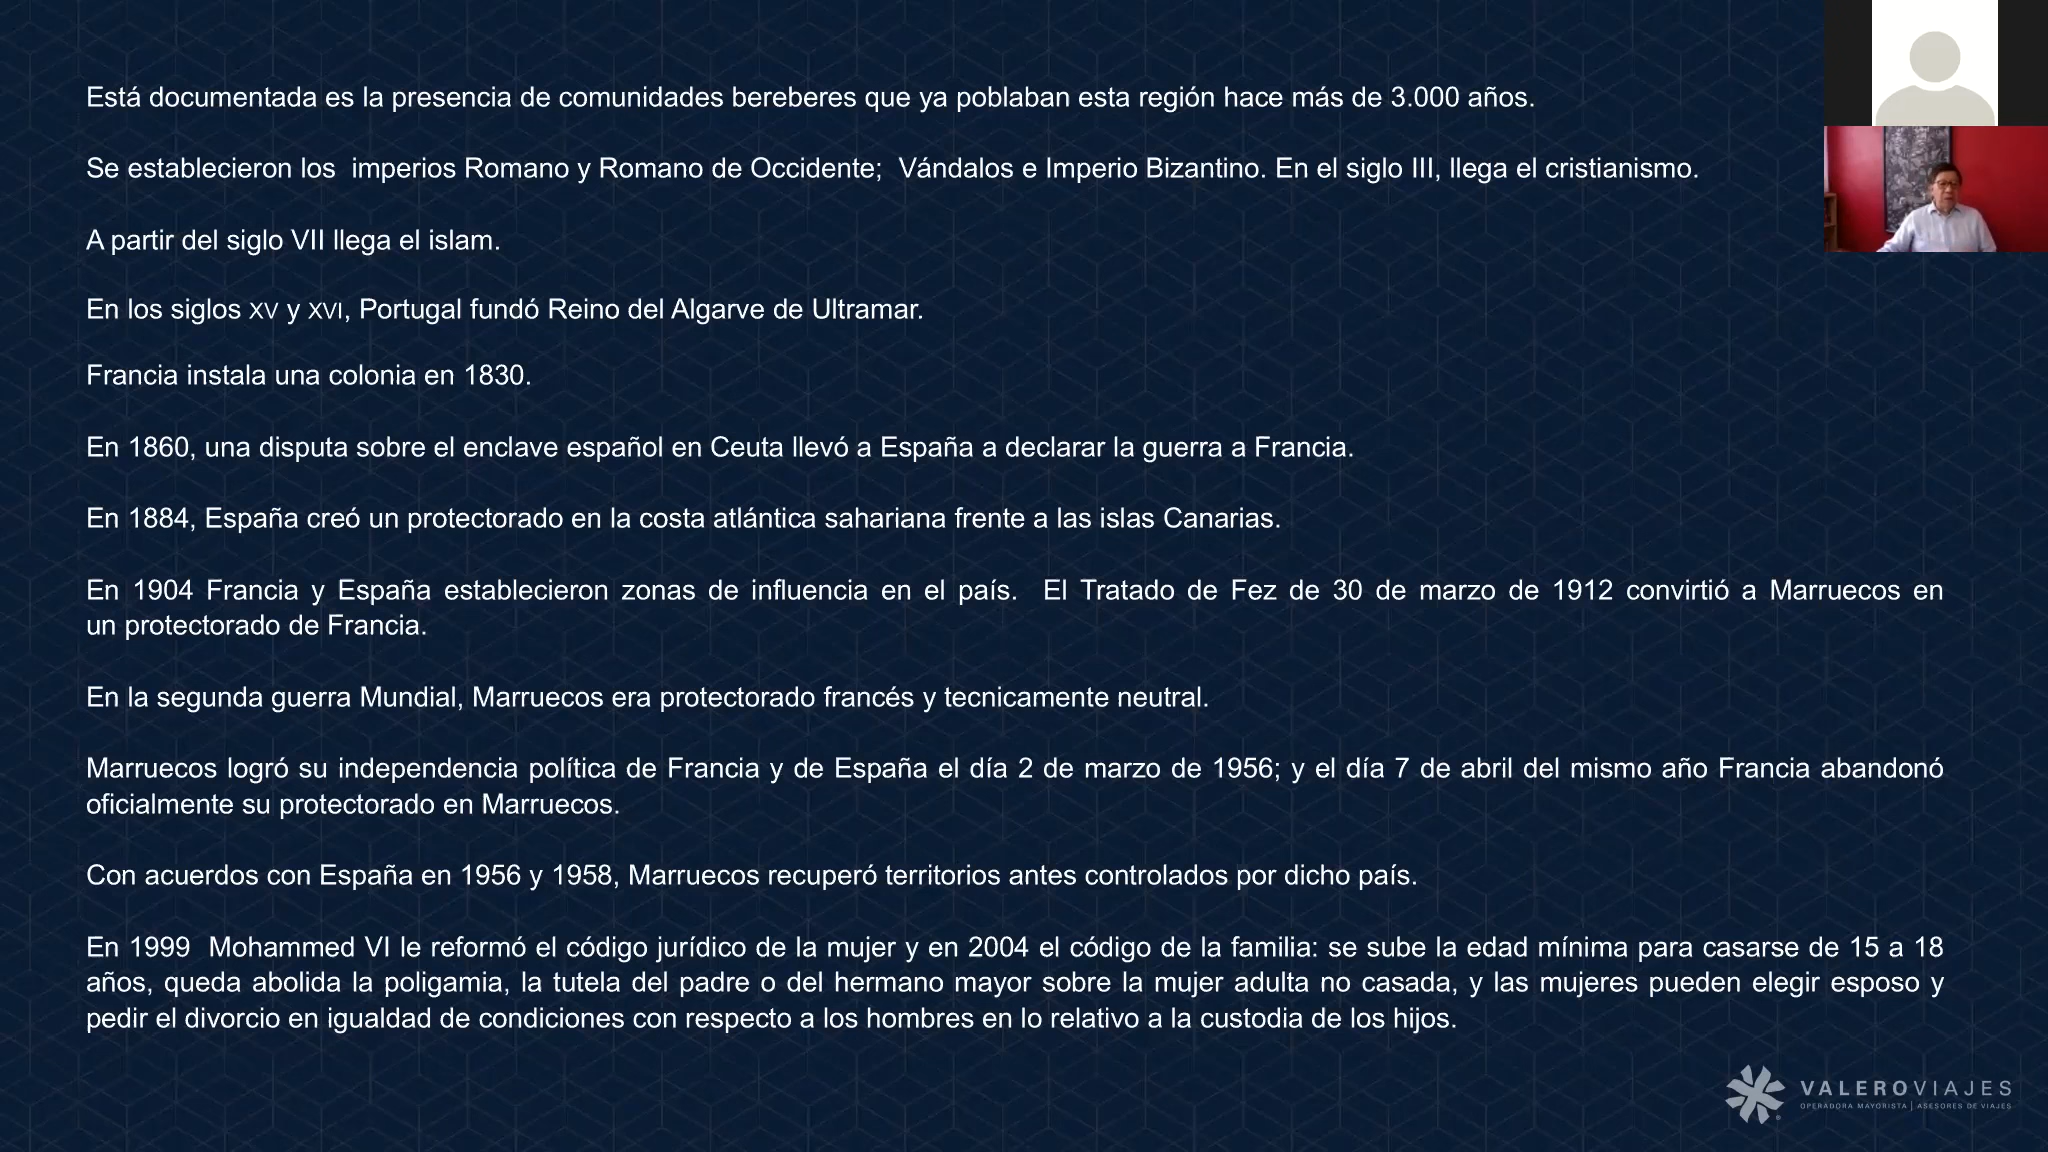 Está documentada es la presencia de comunidades bereberes que ya poblaban esta región hace más de 3.000 años.
Se establecieron los  imperios Romano y Romano de Occidente;  Vándalos e Imperio Bizantino. En el siglo III, llega el cristianismo.
A partir del siglo VII llega el islam.
En los siglos XV y XVI, Portugal fundó Reino del Algarve de Ultramar.
Francia instala una colonia en 1830.
En 1860, una disputa sobre el enclave español en Ceuta llevó a España a declarar la guerra a Francia.
En 1884, España creó un protectorado en la costa atlántica sahariana frente a las islas Canarias.
En 1904 Francia y España establecieron zonas de influencia en el país.  El Tratado de Fez de 30 de marzo de 1912 convirtió a Marruecos en
un protectorado de Francia.
En la segunda guerra Mundial, Marruecos era protectorado francés y tecnicamente neutral.
Marruecos logró su independencia política de Francia y de España el día 2 de marzo de 1956; y el día 7 de abril del mismo año Francia abandonó
oficialmente su protectorado en Marruecos.
Con acuerdos con España en 1956 y 1958, Marruecos recuperó territorios antes controlados por dicho país.
En 1999  Mohammed VI le reformó el código jurídico de la mujer y en 2004 el código de la familia: se sube la edad mínima para casarse de 15 a 18
años, queda abolida la poligamia, la tutela del padre o del hermano mayor sobre la mujer adulta no casada, y las mujeres pueden elegir esposo y
pedir el divorcio en igualdad de condiciones con respecto a los hombres en lo relativo a la custodia de los hijos.
VALEROVIAJES
OPERADORA MAYORISTA | ASESORES DE VIAJES